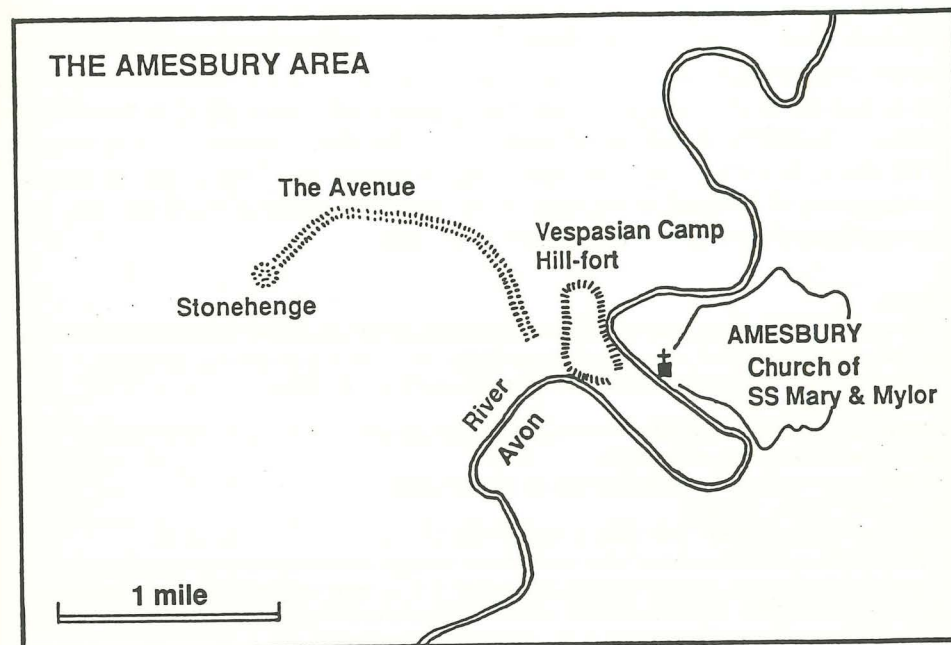 THE AMESBURY AREA
The Avenue
Vespasian Camp
Hill-fort
Stonehenge
AMESBURY
Church of
SS Mary & Mylor
River
Avon
1 mile